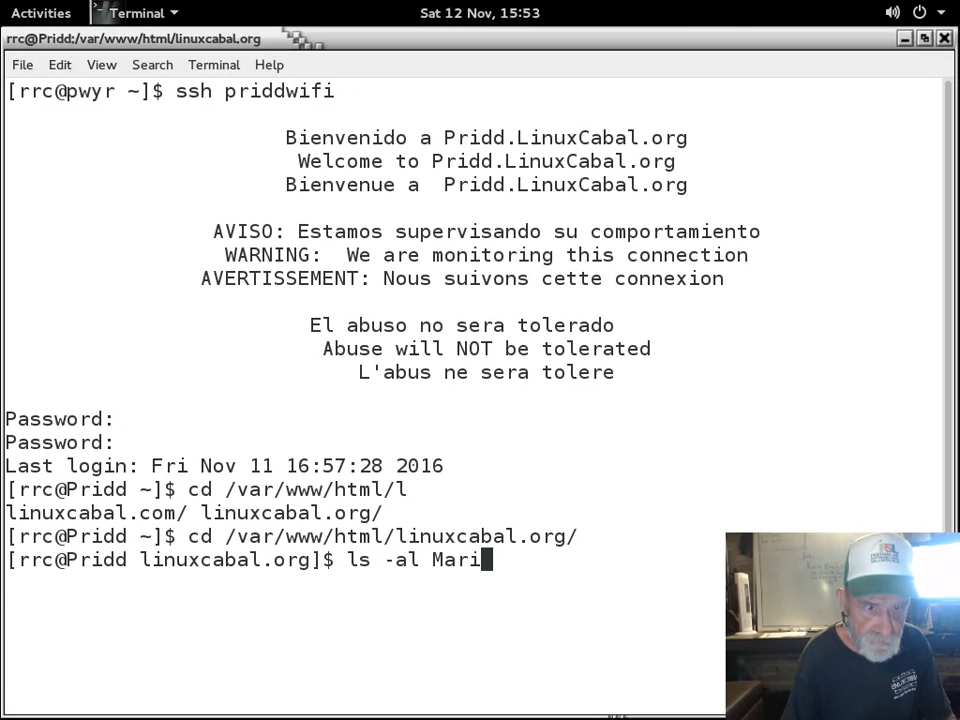 Activities Terminal Sat 12 Nov, 15:53
rrc@Pridd:/var/www/html/linuxcabal.org
File Edit View Search Terminal Help
[rrc@pwyr ~]$ ssh priddwifi
Bienvenido a Pridd.LinuxCabal.org
Welcome to Pridd.LinuxCabal.org
Bienvenue a  Pridd.LinuxCabal.org
AVISO: Estamos supervisando su comportamiento
WARNING:  We are monitoring this connection
AVERTISSEMENT: Nous suivons cette connexion
El abuso no sera tolerado
Abuse will NOT be tolerated
L'abus ne sera tolere
Password:
Password:
Last login: Fri Nov 11 16:57:28 2016
[rrc@Pridd ~]$ cd /var/www/html/l
linuxcabal.com/ linuxcabal.org/
[rrc@Pridd ~]$ cd /var/www/html/linuxcabal.org/
[rrc@Pridd linuxcabal.org]$ ls -al Mari